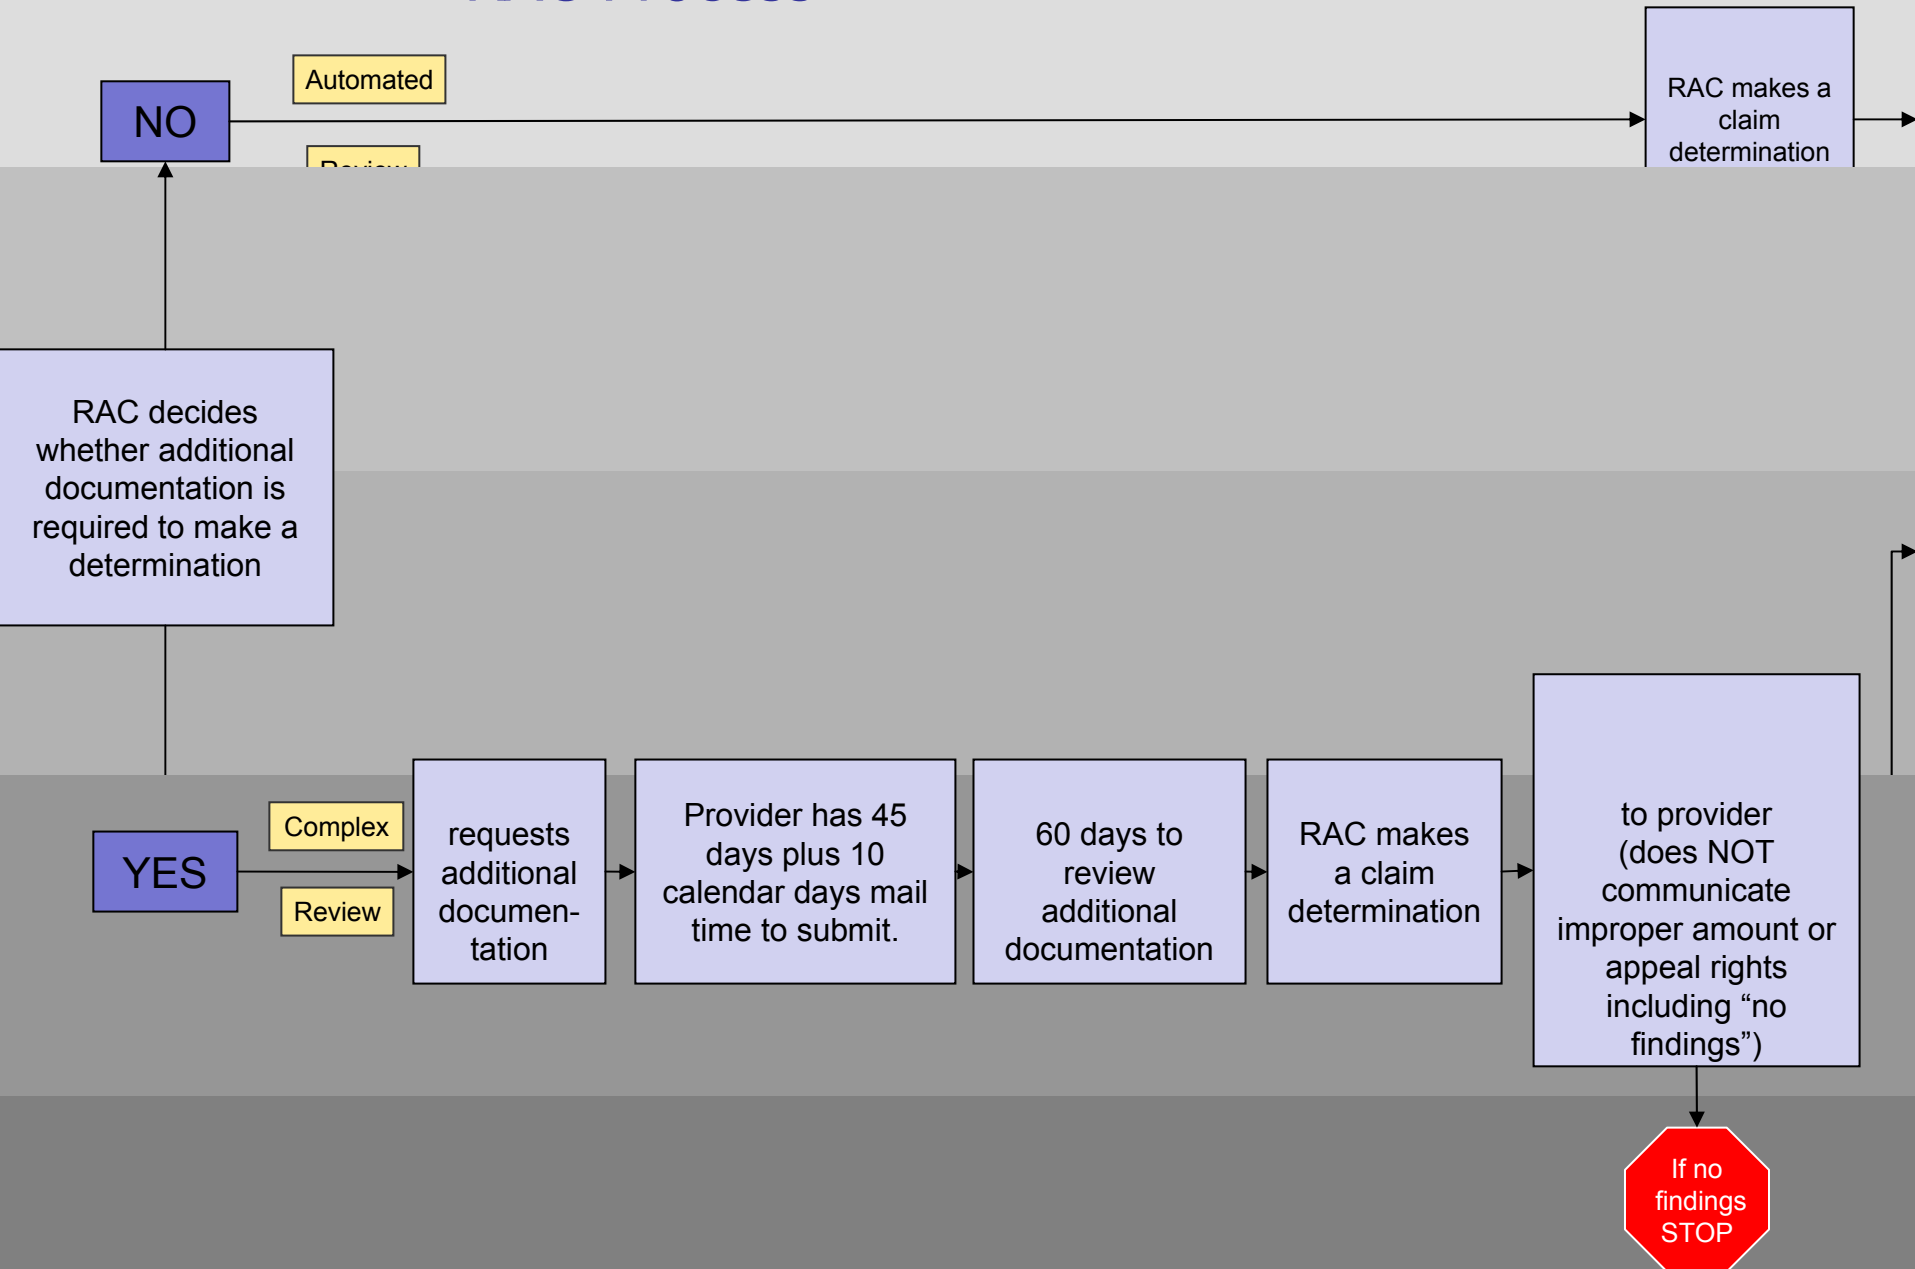 Automated
NO
Review
RAC makes a
claim
determination
RAC decides
whether additional
documentation is
required to make a
determination
YES
Complex
Review
requests
additional
documen-
tation
Provider has 45
days plus 10
calendar days mail
time to submit.
60 days to
review
additional
documentation
RAC makes
a claim
determination
to provider
(does NOT
communicate
improper amount or
appeal rights
including “no
findings”)
If no
findings
STOP